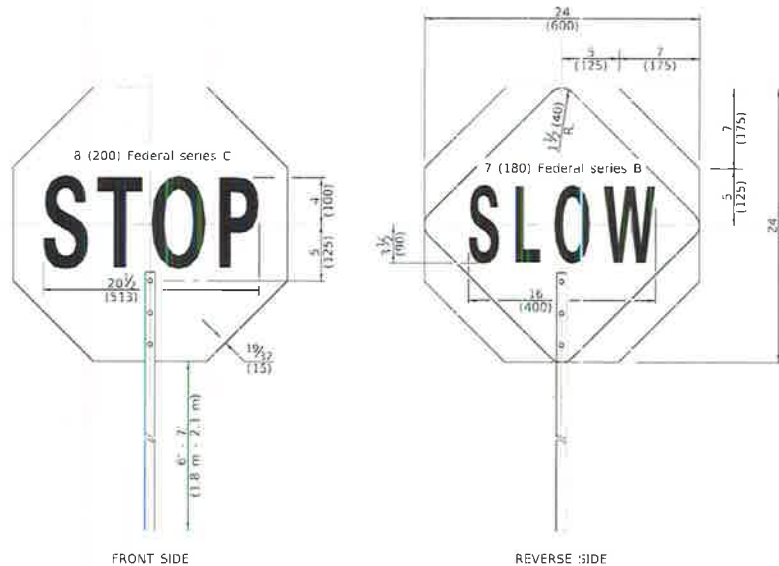 24
(600)
5
(125)
7
(175)
1½ (40)
R.
7
(175)
5
(125)
24
8 (200) Federal series C
STOP
4
(100)
5
(125)
20½
(513)
19/32
(15)
6' - 7'
(1.8 m - 2.1 m)
7 (180) Federal series B
SLOW
3½
(90)
16
(400)
FRONT SIDE
REVERSE SIDE